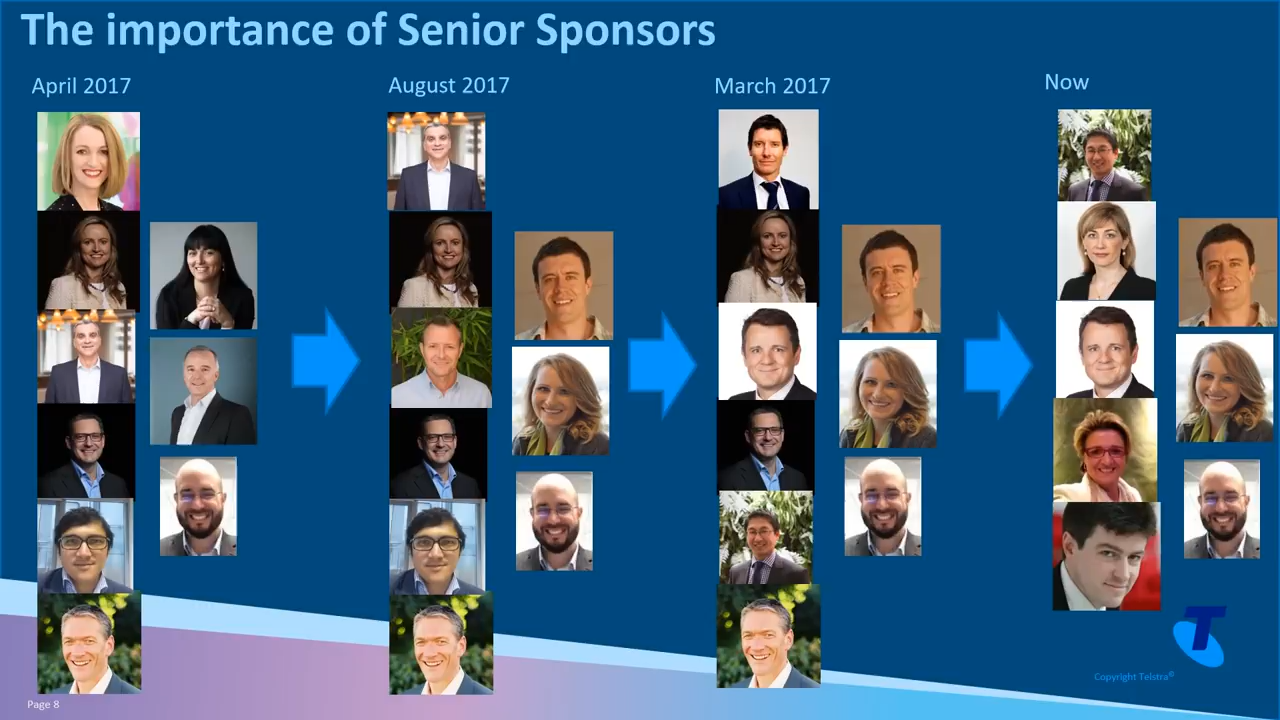 The importance of Senior Sponsors
April 2017
August 2017
March 2017
Now
T
Copyright Telstra©
Page 8